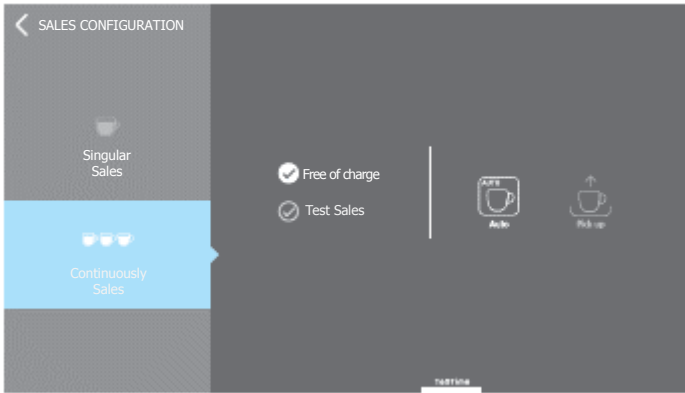 SALES CONFIGURATION
Singular
Sales
Continuously
Sales
Free of charge
Test Sales
AUTO
Auto
Pick up